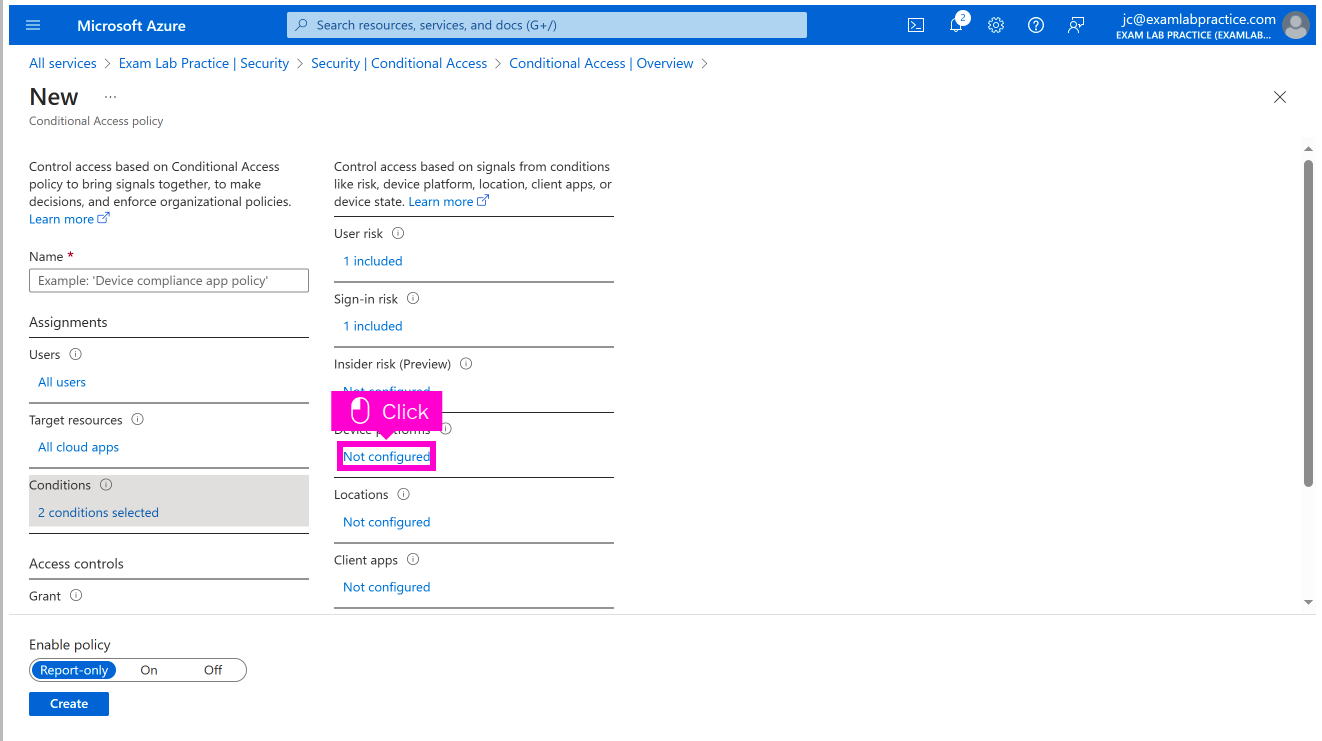 Microsoft Azure
Search resources, services, and docs (G+/)
2
jc@examlabpractice.com
EXAM LAB PRACTICE (EXAMLAB...
All services > Exam Lab Practice | Security > Security | Conditional Access > Conditional Access | Overview >
New ...
Conditional Access policy
Control access based on Conditional Access
policy to bring signals together, to make
decisions, and enforce organizational policies.
Learn more
Name *
Example: 'Device compliance app policy'
Assignments
Users
All users
Target resources
All cloud apps
Conditions
2 conditions selected
Access controls
Grant
Control access based on signals from conditions
like risk, device platform, location, client apps, or
device state. Learn more
User risk
1 included
Sign-in risk
1 included
Insider risk (Preview)
Not configured
Click
Device platforms
Not configured
Locations
Not configured
Client apps
Not configured
Enable policy
Report-only On Off
Create